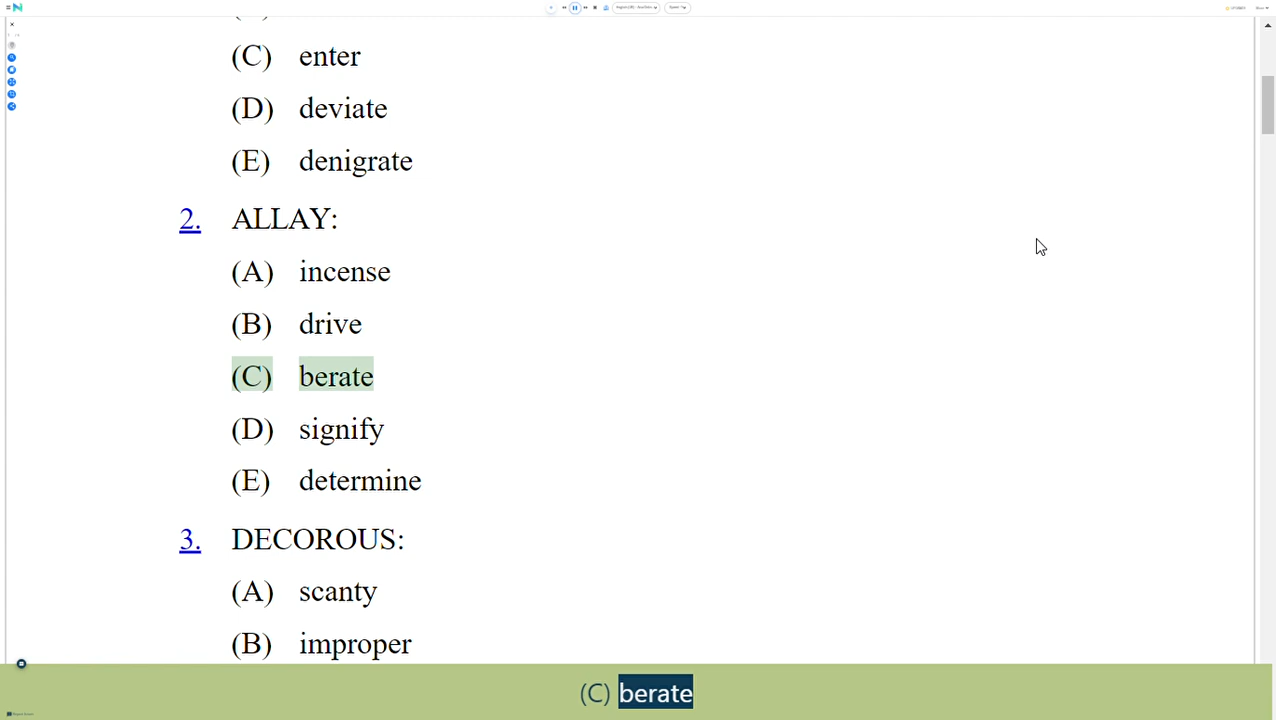 (C) enter
(D) deviate
(E) denigrate
2. ALLAY:
(A) incense
(B) drive
(C) berate
(D) signify
(E) determine
3. DECOROUS:
(A) scanty
(B) improper
(C) berate